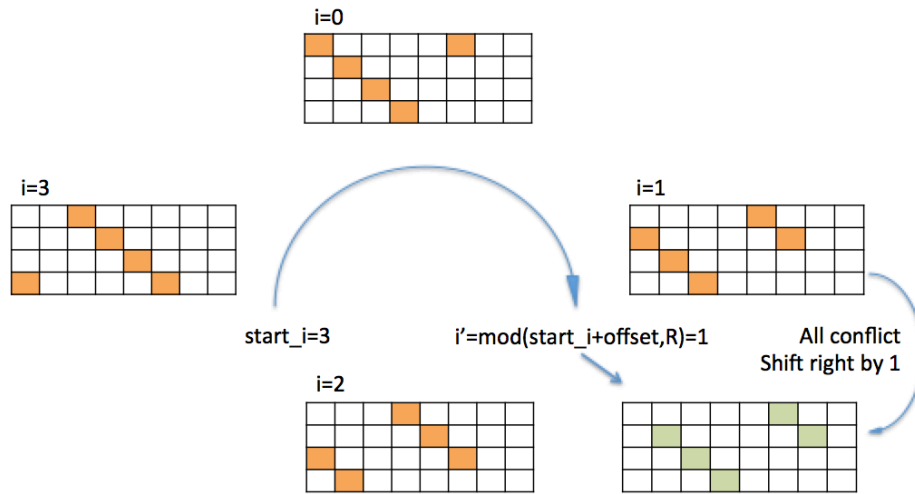 i=0
i=3
i=1
start_i=3
i’=mod(start_i+offset,R)=1
All conflict
Shift right by 1
i=2